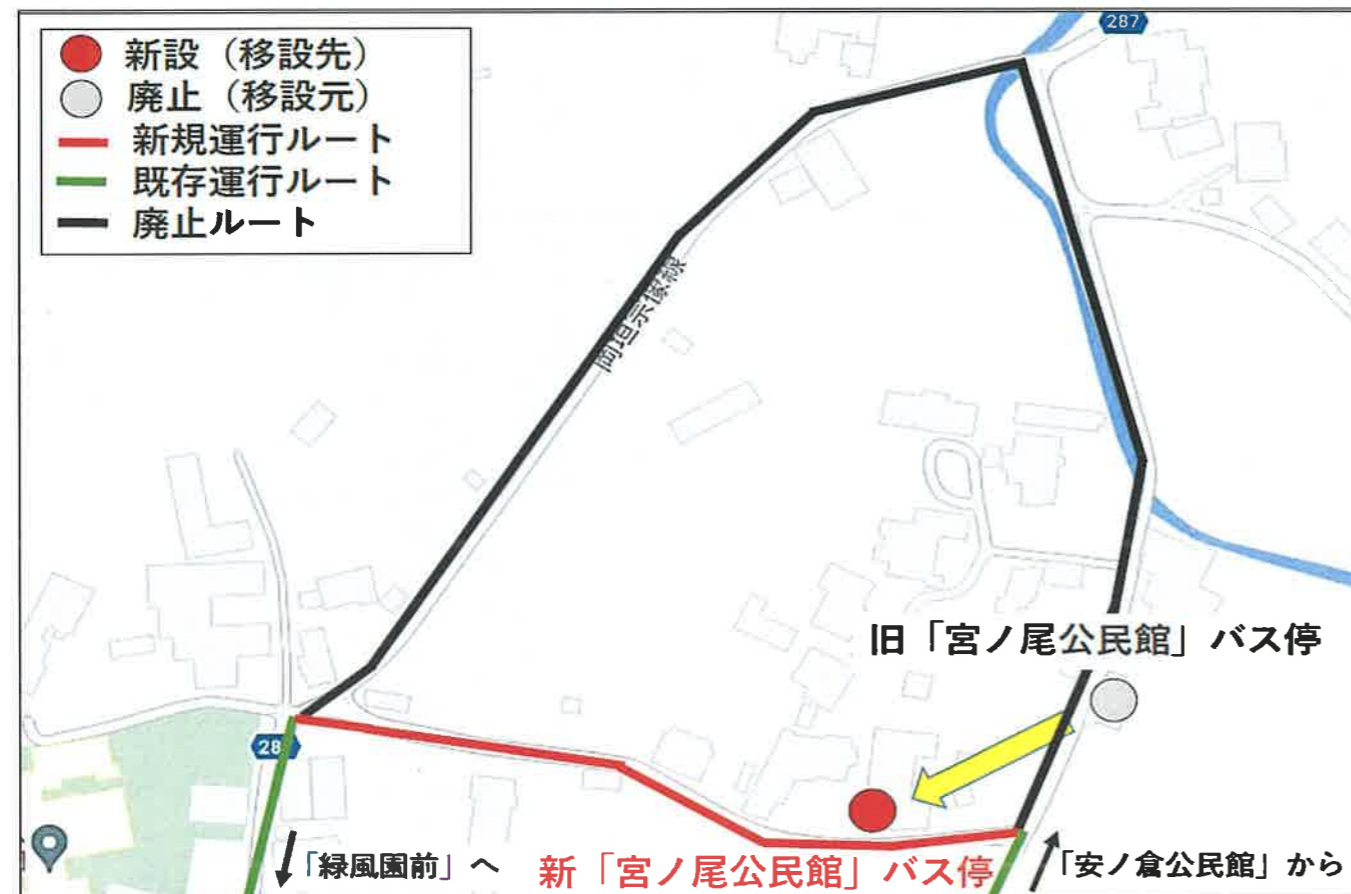 新設（移設先）
廃止（移設元）
新規運行ルート
既存運行ルート
廃止ルート
287
岡垣宗像線
旧「宮ノ尾公民館」バス停
28
「緑風園前」へ
新「宮ノ尾公民館」バス停
「安ノ倉公民館」から